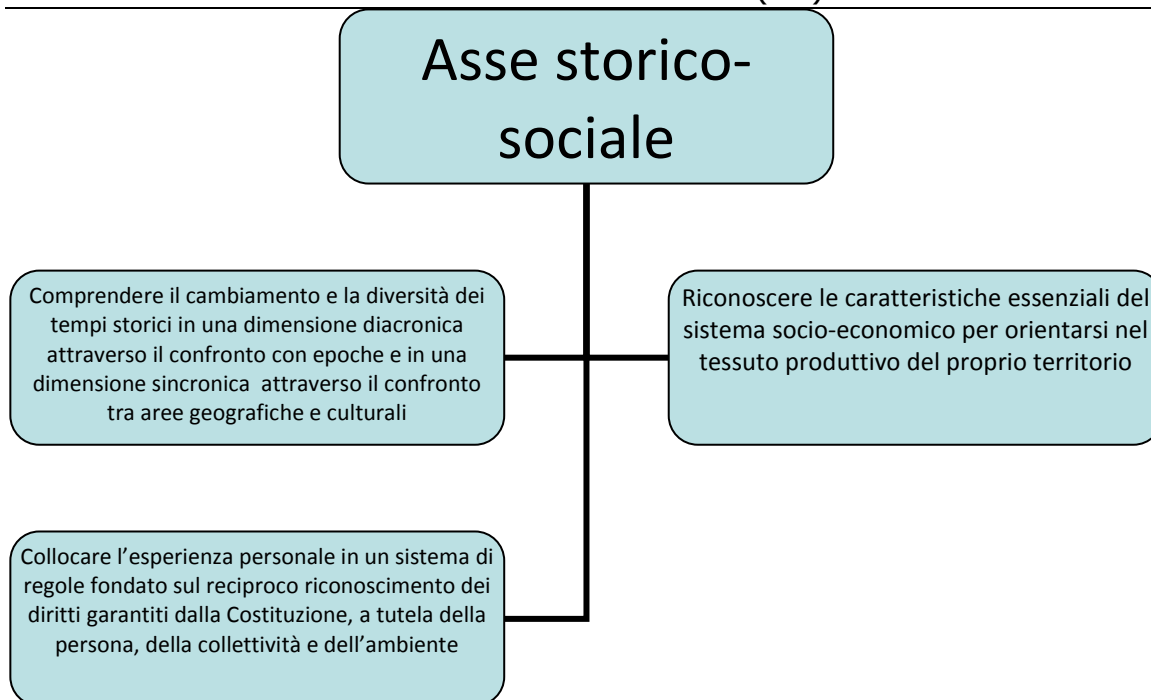 Asse storico-
sociale
Comprendere il cambiamento e la diversità dei
tempi storici in una dimensione diacronica
attraverso il confronto con epoche e in una
dimensione sincronica attraverso il confronto
tra aree geografiche e culturali
Riconoscere le caratteristiche essenziali del
sistema socio-economico per orientarsi nel
tessuto produttivo del proprio territorio
Collocare l’esperienza personale in un sistema di
regole fondato sul reciproco riconoscimento dei
diritti garantiti dalla Costituzione, a tutela della
persona, della collettività e dell’ambiente